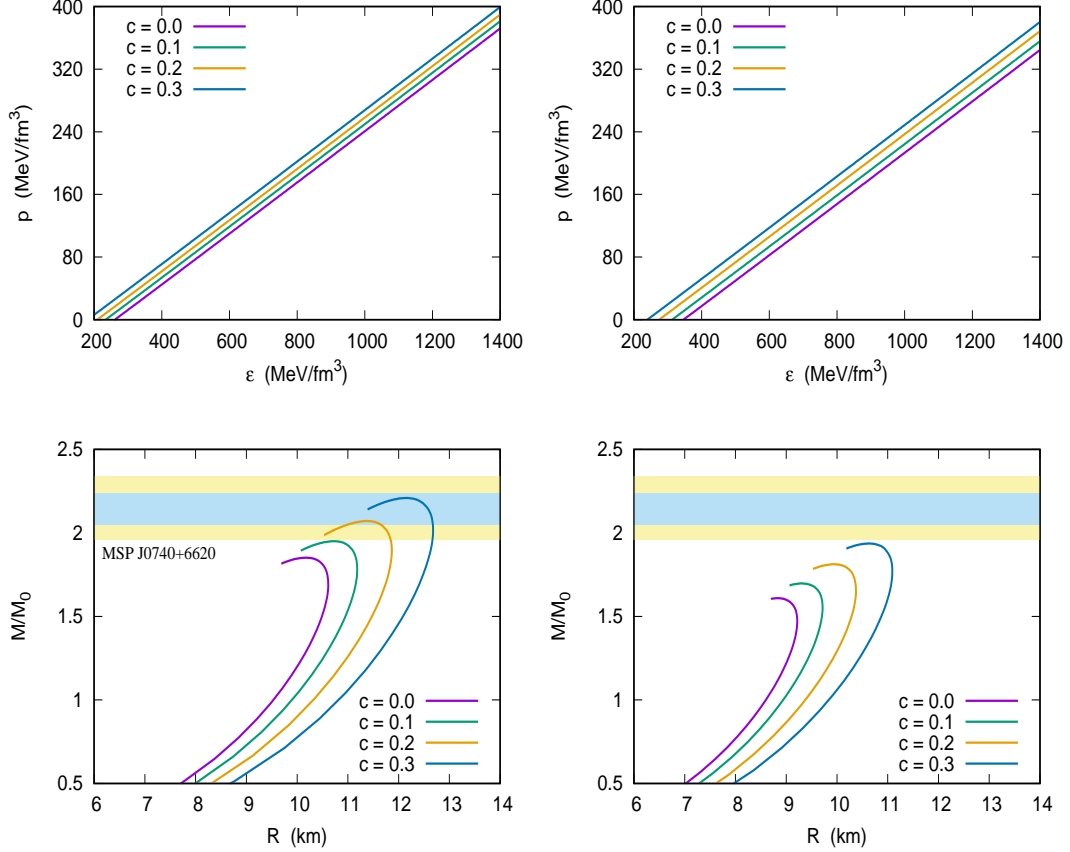 400
320
240
160
80
0
p (MeV/fm³)
c = 0.0
c = 0.1
c = 0.2
c = 0.3
200 400 600 800 1000 1200 1400
ε (MeV/fm³)
400
320
240
160
80
0
p (MeV/fm³)
c = 0.0
c = 0.1
c = 0.2
c = 0.3
200 400 600 800 1000 1200 1400
ε (MeV/fm³)
2.5
2
1.5
1
0.5
M/M₀
MSP J0740+6620
c = 0.0
c = 0.1
c = 0.2
c = 0.3
6 7 8 9 10 11 12 13 14
R (km)
2.5
2
1.5
1
0.5
M/M₀
c = 0.0
c = 0.1
c = 0.2
c = 0.3
6 7 8 9 10 11 12 13 14
R (km)